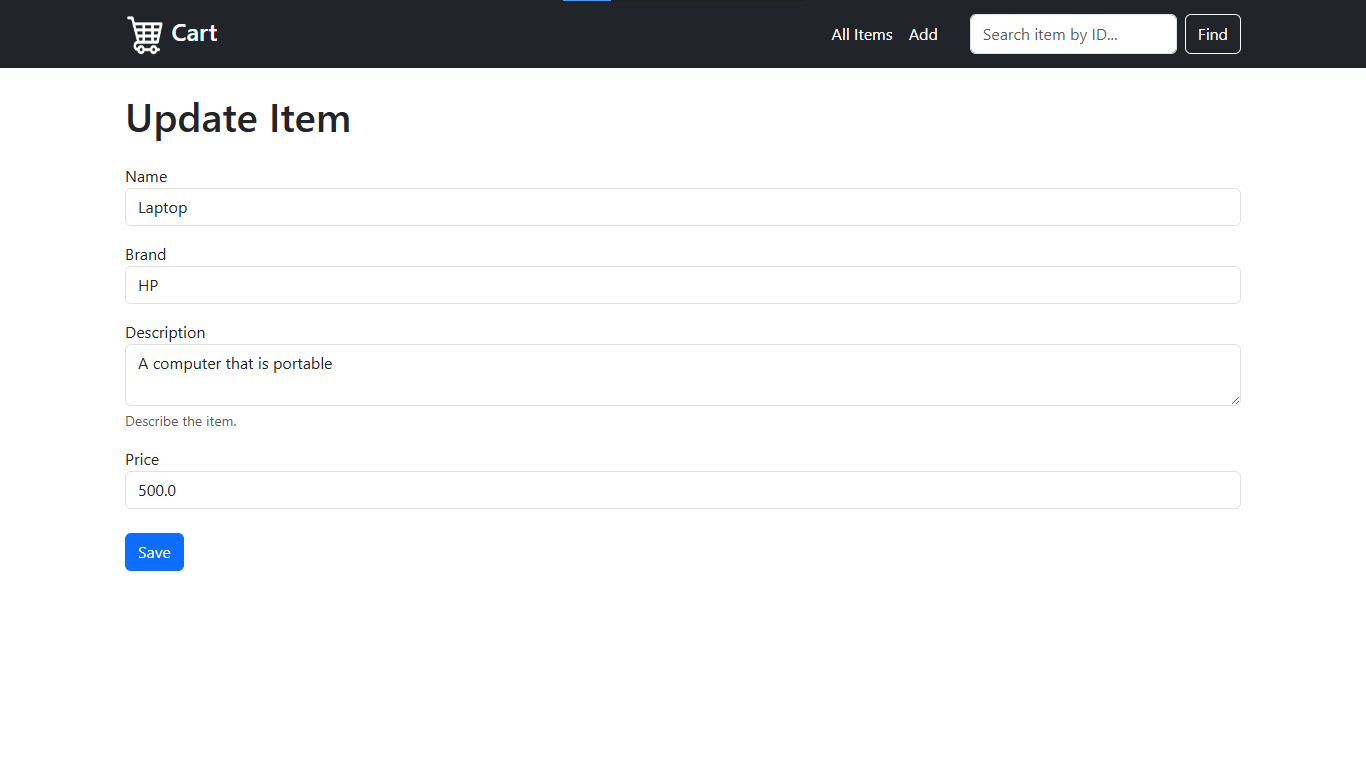 Cart
All Items Add Search item by ID... Find
Update Item
Name
Laptop
Brand
HP
Description
A computer that is portable
Describe the item.
Price
500.0
Save